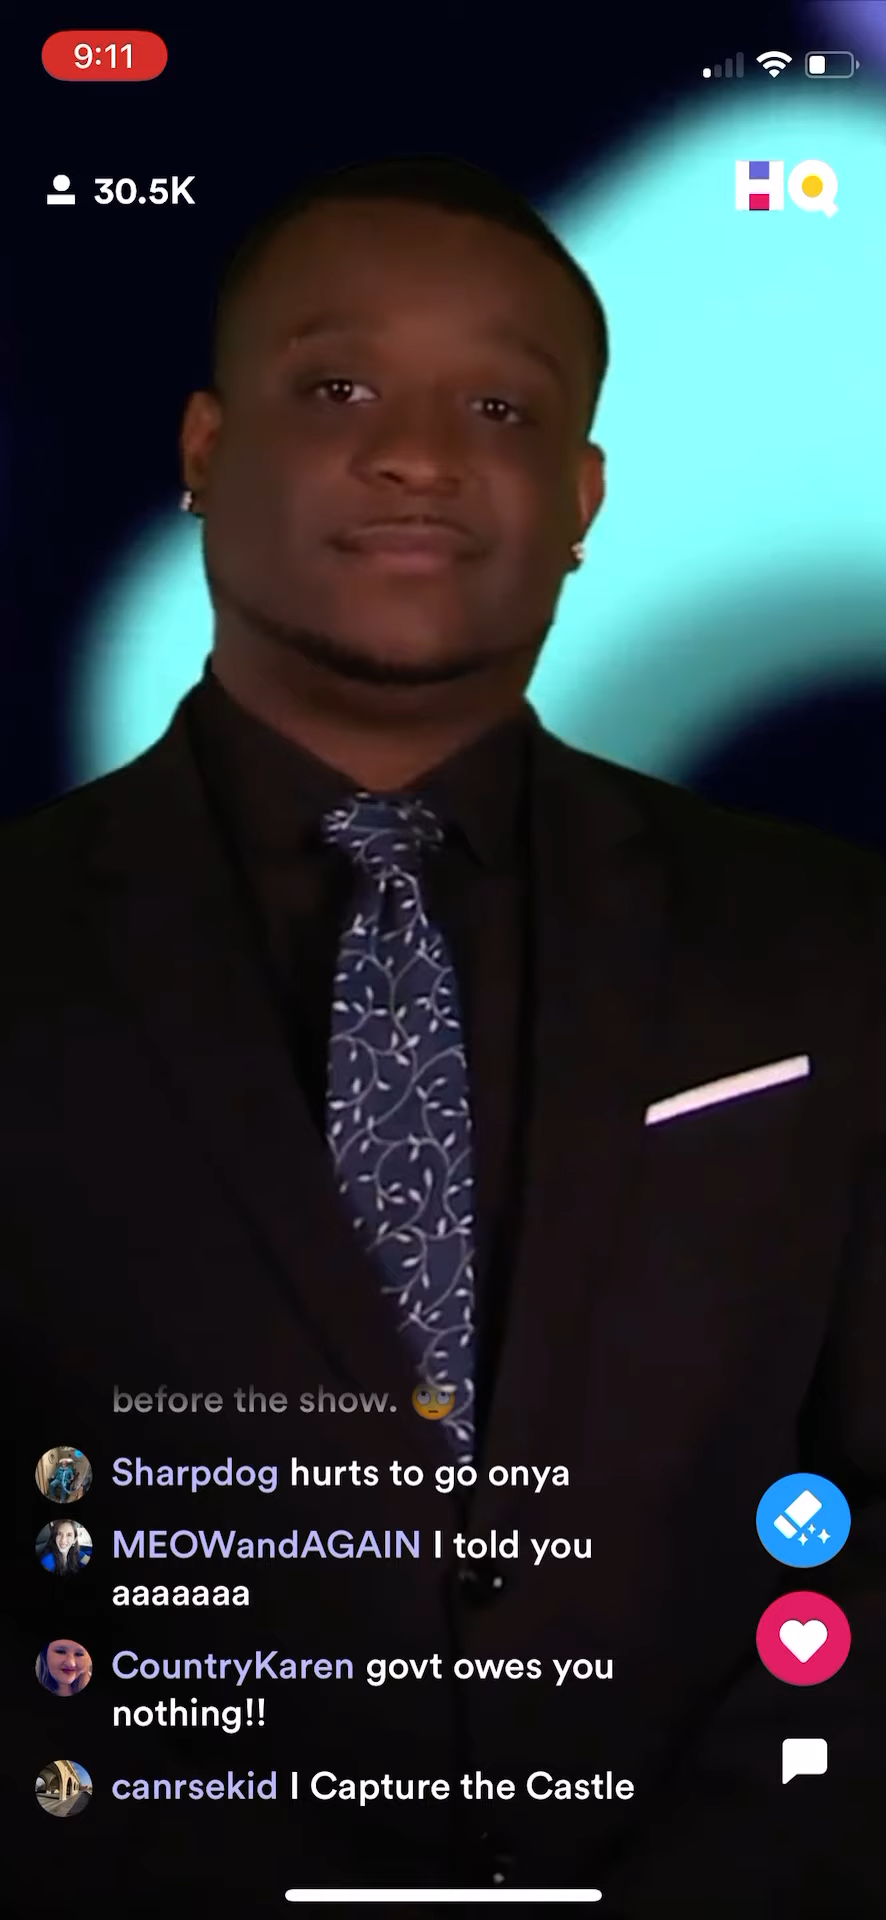 9:11
30.5K
HQ
before the show. 🙄
Sharpdog hurts to go onya
MEOWandAGAIN I told you
aaaaaaa
CountryKaren govt owes you
nothing!!
canrsekid I Capture the Castle